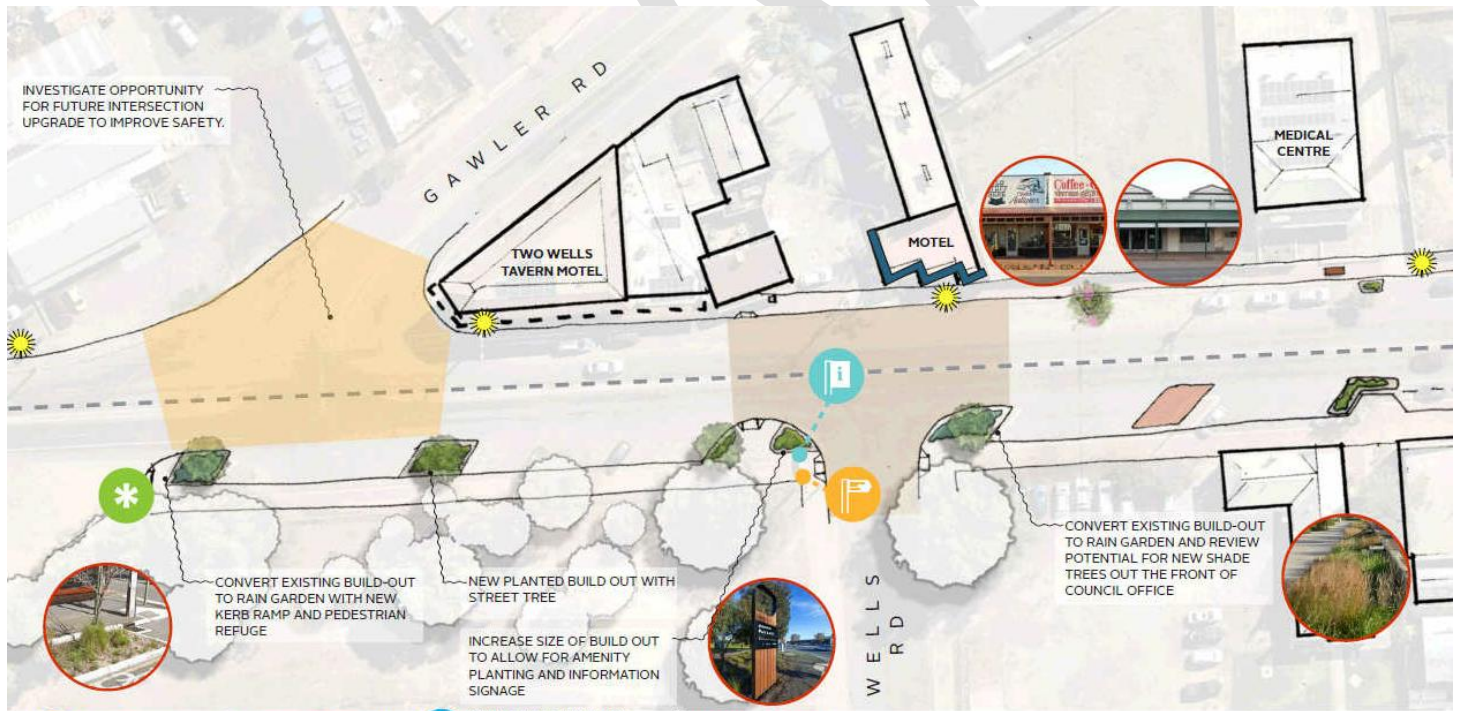 INVESTIGATE OPPORTUNITY
FOR FUTURE INTERSECTION
UPGRADE TO IMPROVE SAFETY.
GAWLER RD
TWO WELLS
TAVERN MOTEL
MOTEL
Coffee
MEDICAL
CENTRE
i
*
CONVERT EXISTING BUILD-OUT
TO RAIN GARDEN WITH NEW
KERB RAMP AND PEDESTRIAN
REFUGE
NEW PLANTED BUILD OUT WITH
STREET TREE
INCREASE SIZE OF BUILD OUT
TO ALLOW FOR AMENITY
PLANTING AND INFORMATION
SIGNAGE
WELLS
RD
CONVERT EXISTING BUILD-OUT
TO RAIN GARDEN AND REVIEW
POTENTIAL FOR NEW SHADE
TREES OUT THE FRONT OF
COUNCIL OFFICE